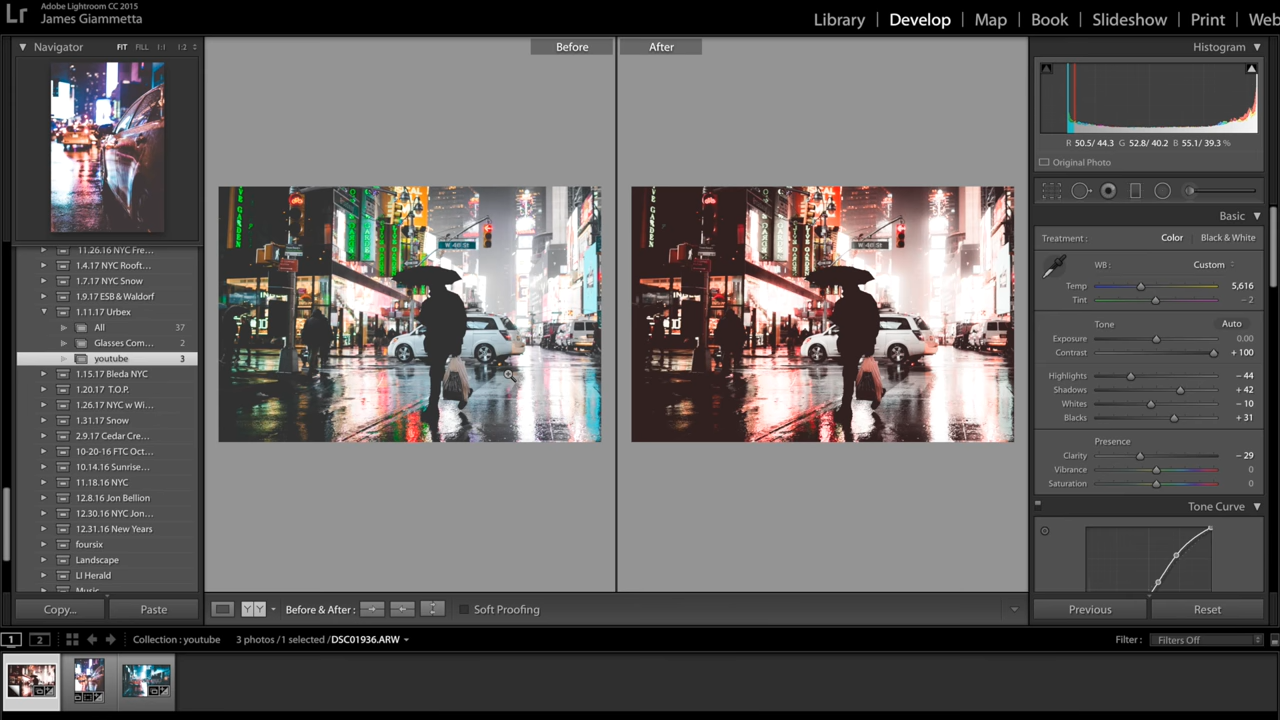 Lr
Adobe Lightroom CC 2015
James Giammetta
Library | Develop | Map | Book | Slideshow | Print | Web
Navigator FIT FILL 1:1 1:2
11.26.16 NYC Fre...
1.4.17 NYC Rooft...
1.7.17 NYC Snow
1.9.17 ESB & Waldorf
1.11.17 Urbex
All 37
Glasses Com... 2
youtube 3
1.15.17 Bleda NYC
1.20.17 T.O.P.
1.26.17 NYC w Wi...
1.31.17 Snow
2.9.17 Cedar Cre...
10-20-16 FTC Oct...
10.14.16 Sunrise...
11.18.16 NYC
12.8.16 Jon Bellion
12.30.16 NYC Jon...
12.31.16 New Years
foursix
Landscape
LI Herald
Music
Copy... Paste
Before After
W 4th St
W 4th St
Y Y Before & After : Soft Proofing
Histogram
R 50.5/ 44.3 G 52.8/ 40.2 B 55.1/ 39.3 %
Original Photo
Basic
Treatment : Color Black & White
WB : Custom
Temp 5,616
Tint – 2
Tone Auto
Exposure 0.00
Contrast + 100
Highlights – 44
Shadows + 42
Whites – 10
Blacks + 31
Presence
Clarity – 29
Vibrance 0
Saturation 0
Tone Curve
Previous Reset
1 2 Collection : youtube 3 photos / 1 selected / DSC01936.ARW Filter : Filters Off